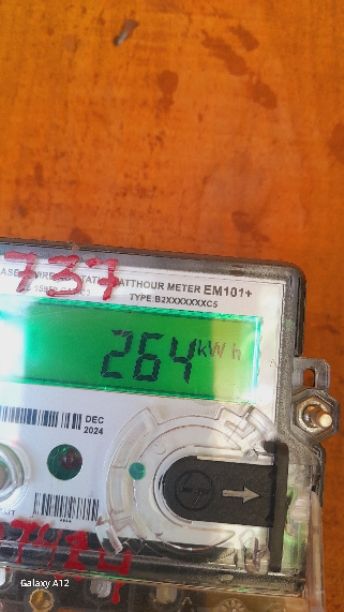 737
WATTHOUR METER EM101+
TYPE B2XXXXXXXC5
264 kWh
DEC
2024
Galaxy A12